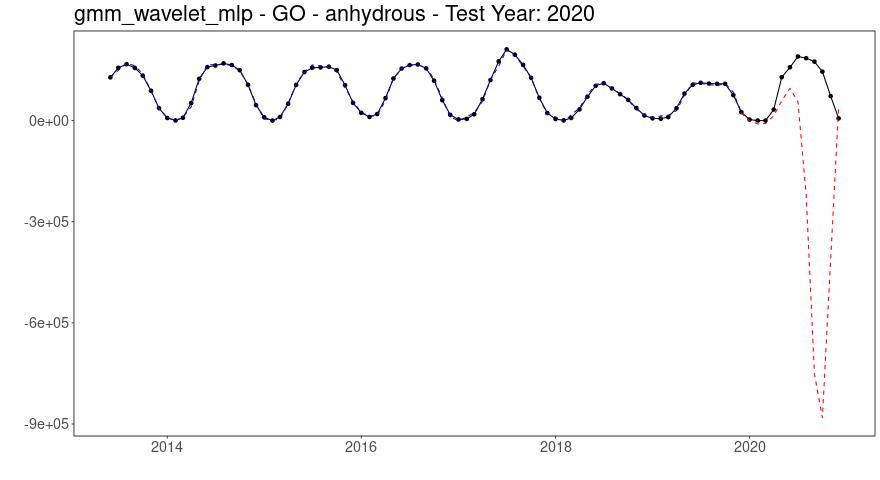 gmm_wavelet_mlp - GO - anhydrous - Test Year: 2020
0e+00
-3e+05
-6e+05
-9e+05
2014 2016 2018 2020